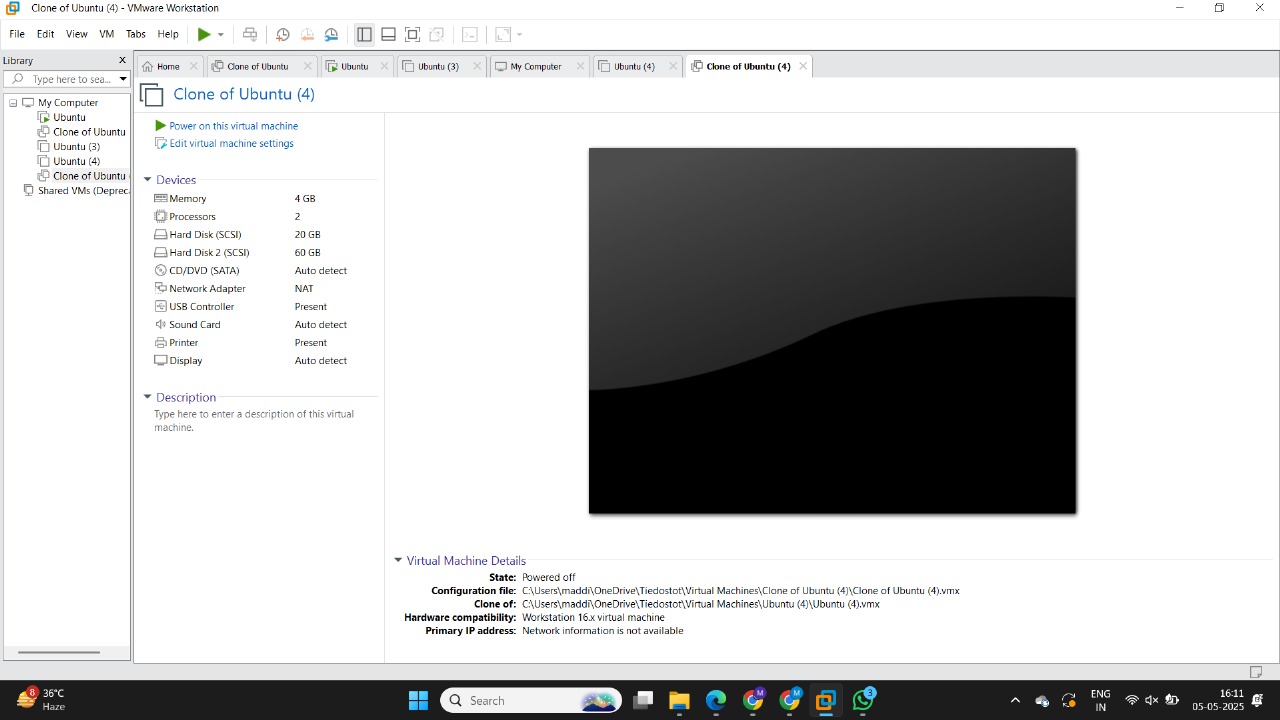 Clone of Ubuntu (4) - VMware Workstation
File Edit View VM Tabs Help
Library
Type here to sea...
My Computer
Ubuntu
Clone of Ubuntu
Ubuntu (3)
Ubuntu (4)
Clone of Ubuntu
Shared VMs (Deprec
Home Clone of Ubuntu Ubuntu Ubuntu (3) My Computer Ubuntu (4) Clone of Ubuntu (4)
Clone of Ubuntu (4)
Power on this virtual machine
Edit virtual machine settings
Devices
Memory 4 GB
Processors 2
Hard Disk (SCSI) 20 GB
Hard Disk 2 (SCSI) 60 GB
CD/DVD (SATA) Auto detect
Network Adapter NAT
USB Controller Present
Sound Card Auto detect
Printer Present
Display Auto detect
Description
Type here to enter a description of this virtual
machine.
Virtual Machine Details
State: Powered off
Configuration file: C:\Users\maddi\OneDrive\Tiedostot\Virtual Machines\Clone of Ubuntu (4)\Clone of Ubuntu (4).vmx
Clone of: C:\Users\maddi\OneDrive\Tiedostot\Virtual Machines\Ubuntu (4)\Ubuntu (4).vmx
Hardware compatibility: Workstation 16.x virtual machine
Primary IP address: Network information is not available
8
36°C
Haze
Search
M
M
3
ENG
IN
16:11
05-05-2025